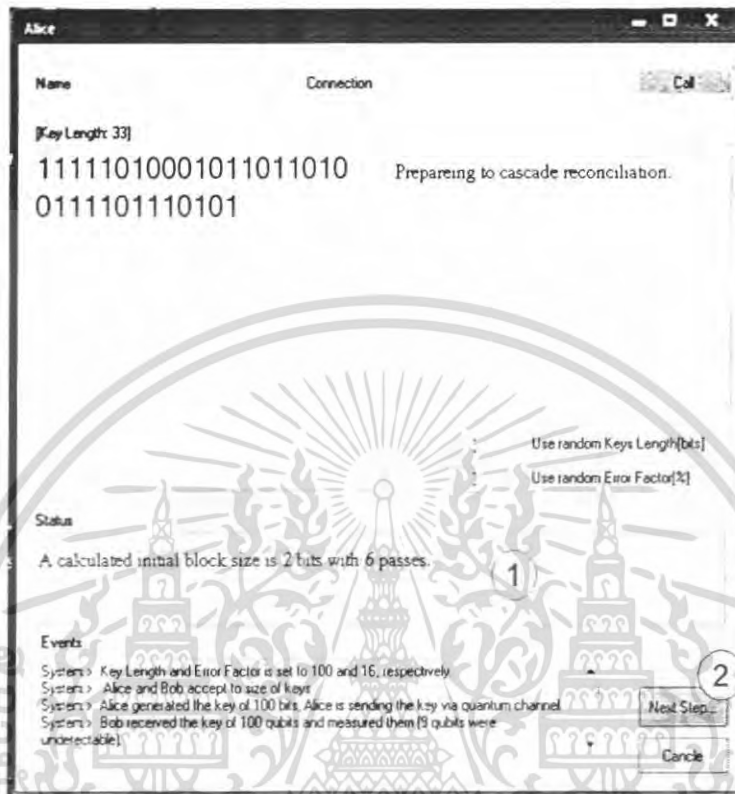 Alice
Name Connection Call
[Key Length: 33]
11111010001011011010 Prepareing to cascade reconciliation.
0111101110101
Use random Keys Length[bits]
Use random Error Factor[%]
Status
A calculated initial block size is 2 bits with 6 passes.
1
Events
System> Key Length and Error Factor is set to 100 and 16, respectively
System> Alice and Bob accept to size of keys
2
System> Alice generated the key of 100 bits, Alice is sending the key via quantum channel Next Step...
System> Bob received the key of 100 qubits and measured them [9 qubits were
undetectable]
Cancle